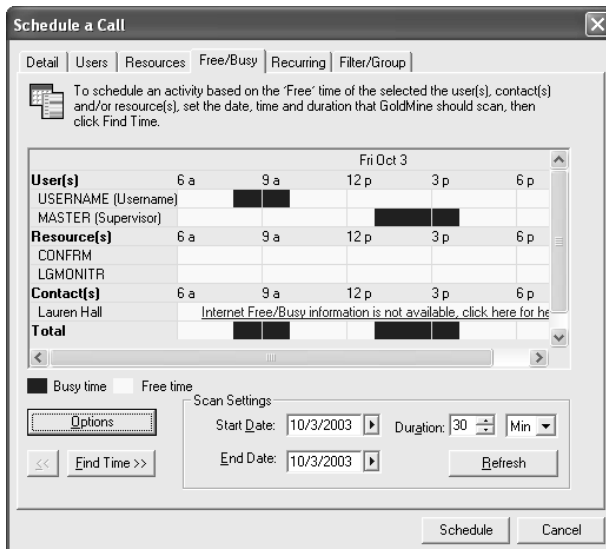 Schedule a Call
Detail Users Resources Free/Busy Recurring Filter/Group
To schedule an activity based on the 'Free' time of the selected the user(s), contact(s)
and/or resource(s), set the date, time and duration that GoldMine should scan, then
click Find Time.
Fri Oct 3
User(s) 6 a 9 a 12 p 3 p 6 p
USERNAME (Username)
MASTER (Supervisor)
Resource(s) 6 a 9 a 12 p 3 p 6 p
CONFRM
LGMONITR
Contact(s) 6 a 9 a 12 p 3 p 6 p
Lauren Hall Internet Free/Busy information is not available, click here for he
Total
Busy time Free time
Scan Settings
Options Start Date: 10/3/2003 Duration: 30 Min
<< Find Time >> End Date: 10/3/2003 Refresh
Schedule Cancel